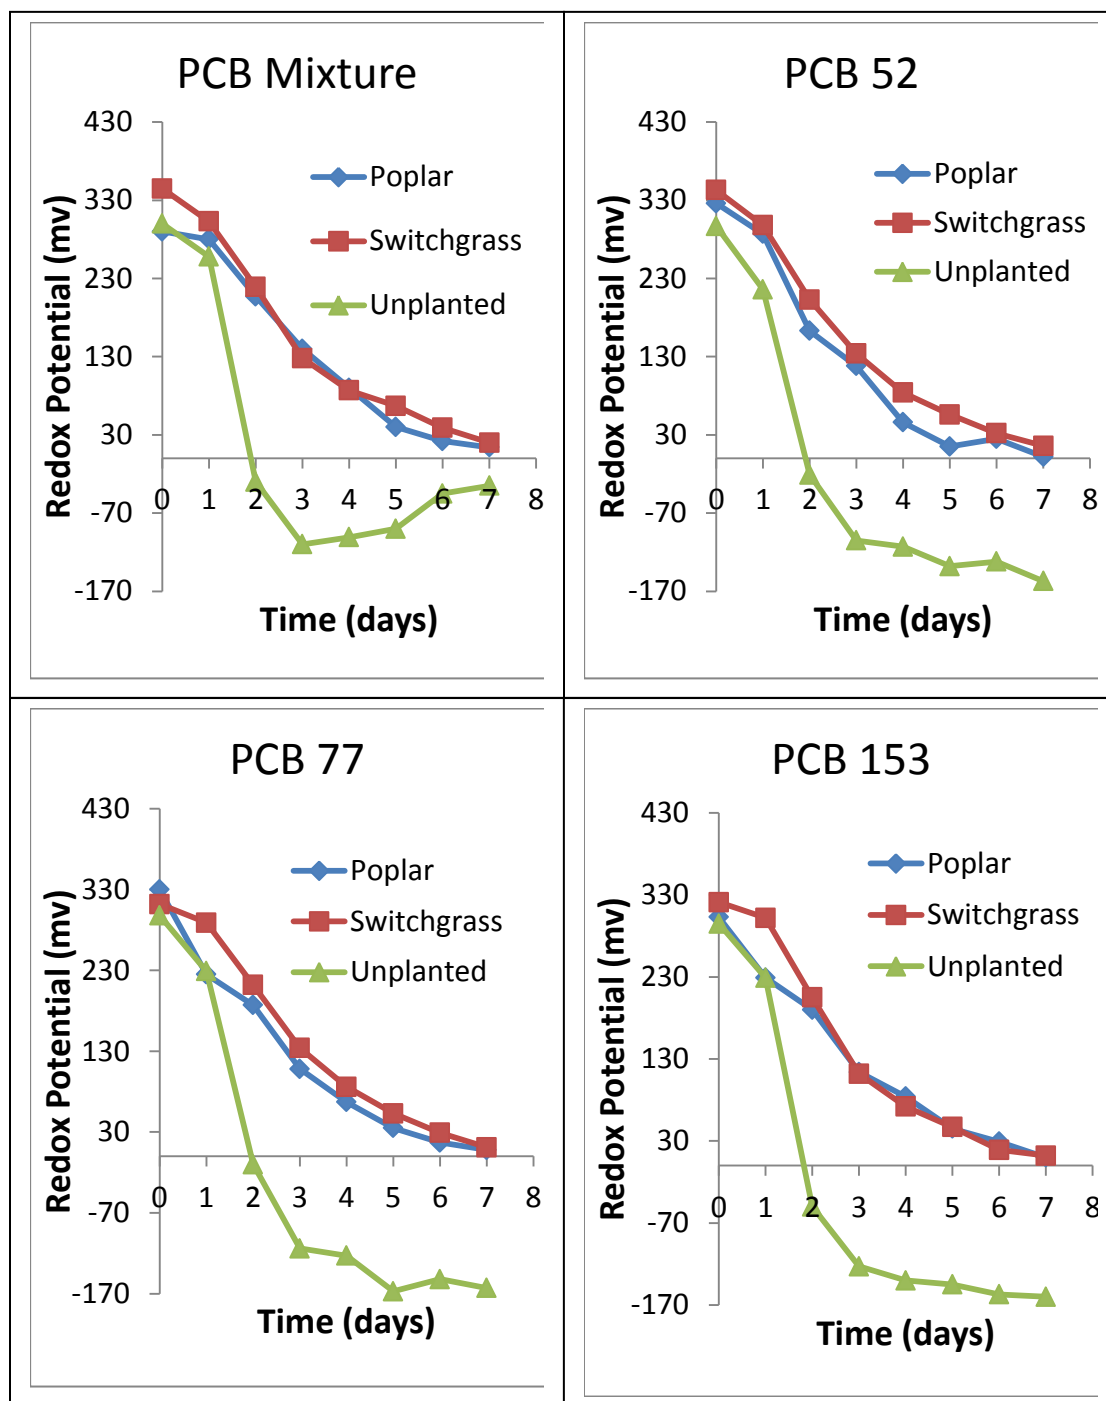 PCB Mixture
430
330
230
130
30
-70
-170
Redox Potential (mv)
Poplar
Switchgrass
Unplanted
0 1 2 3 4 5 6 7 8
Time (days)
PCB 52
430
330
230
130
30
-70
-170
Redox Potential (mv)
Poplar
Switchgrass
Unplanted
0 1 2 3 4 5 6 7 8
Time (days)
PCB 77
430
330
230
130
30
-70
-170
Redox Potential (mv)
Poplar
Switchgrass
Unplanted
0 1 2 3 4 5 6 7 8
Time (days)
PCB 153
430
330
230
130
30
-70
-170
Redox Potential (mv)
Poplar
Switchgrass
Unplanted
0 1 2 3 4 5 6 7 8
Time (days)